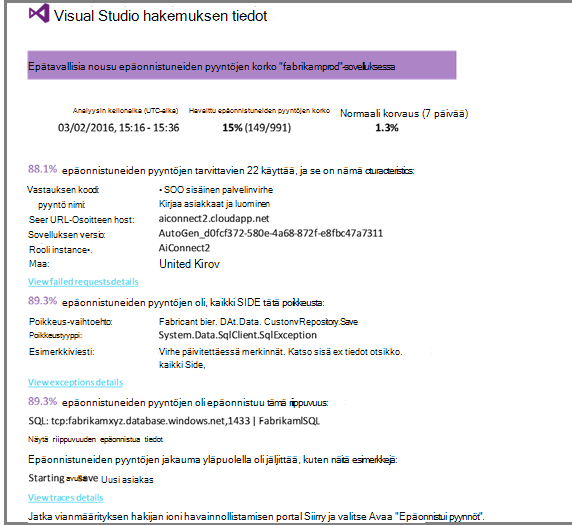 Visual Studio hakemuksen tiedot
Epätavallisia nousu epäonnistuneiden pyyntöjen korko "fabrikamprod"-sovelluksessa
Analyysin kellonaika (UTC-aika) Havaittu epäonnistuneiden pyyntöjen korko Normaali korvaus (7 päivää)
03/02/2016, 15:16 - 15:36 15% (149/991) 1.3%
88.1% epäonnistuneiden pyyntöjen tarvittavien 22 käyttää, ja se on nämä cturacteristics:
Vastauksen koodi: • SOO sisäinen palvelinvirhe
pyyntö nimi: Kirjaa asiakkaat ja luominen
Seer URL-Osoitteen host: aiconnect2.cloudapp.net
Sovelluksen versio: AutoGen_d0fcf372-580e-4a68-872f-e8fbc47a7311
Rooli instance•. AiConnect2
Maa: United Kirov
View failed requests details
89.3% epäonnistuneiden pyyntöjen oli, kaikki SIDE tätä poikkeusta:
Poikkeus-vaihtoehto: Fabricant bier. DAt.Data. CustonvRepository.Save
Poikkeustyyppi: System.Data.SqlClient.SqlException
Esimerkkiviesti: Virhe päivitettäessä merkinnät. Katso sisä ex tiedot otsikko.
kaikki Side,
View exceptions details
89.3% epäonnistuneiden pyyntöjen oli epäonnistuu tämä riippuvuus:
SQL: tcp:fabrikamxyz.database.windows.net,1433 | FabrikamlSQL
Näytä riippuvuuden epäonnistua tiedot
Epäonnistuneiden pyyntöjen jakauma yläpuolella oli jäljittää, kuten näitä esimerkkejä:
Starting Save Uusi asiakas
View traces details
Jatka vianmäärityksen hakijan ioni havainnollistamisen portal Siirry ja valitse Avaa "Epäonnistui pyynnöt".